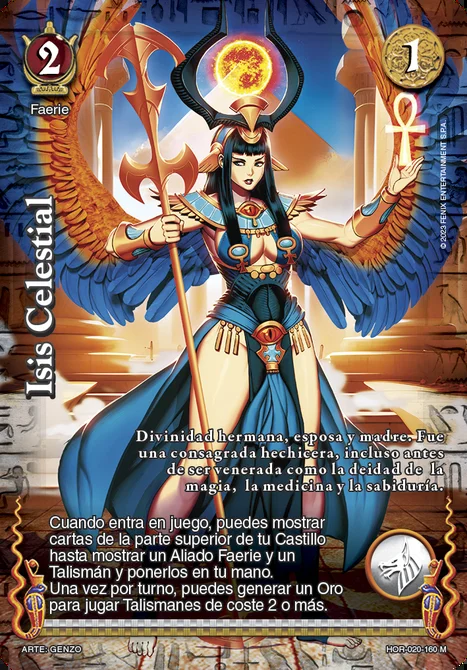 2
1
Faerie
© 2023 FENIX ENTERTAINMENT S.P.A.
Isis Celestial
Divinidad hermana, esposa y madre. Fue
una consagrada hechicera, incluso antes
de ser venerada como la deidad de la
magia, la medicina y la sabiduría.
Cuando entra en juego, puedes mostrar
cartas de la parte superior de tu Castillo
hasta mostrar un Aliado Faerie y un
Talismán y ponerlos en tu mano.
Una vez por turno, puedes generar un Oro
para jugar Talismanes de coste 2 o más.
ARTE: GENZO
HOR-020-160 M